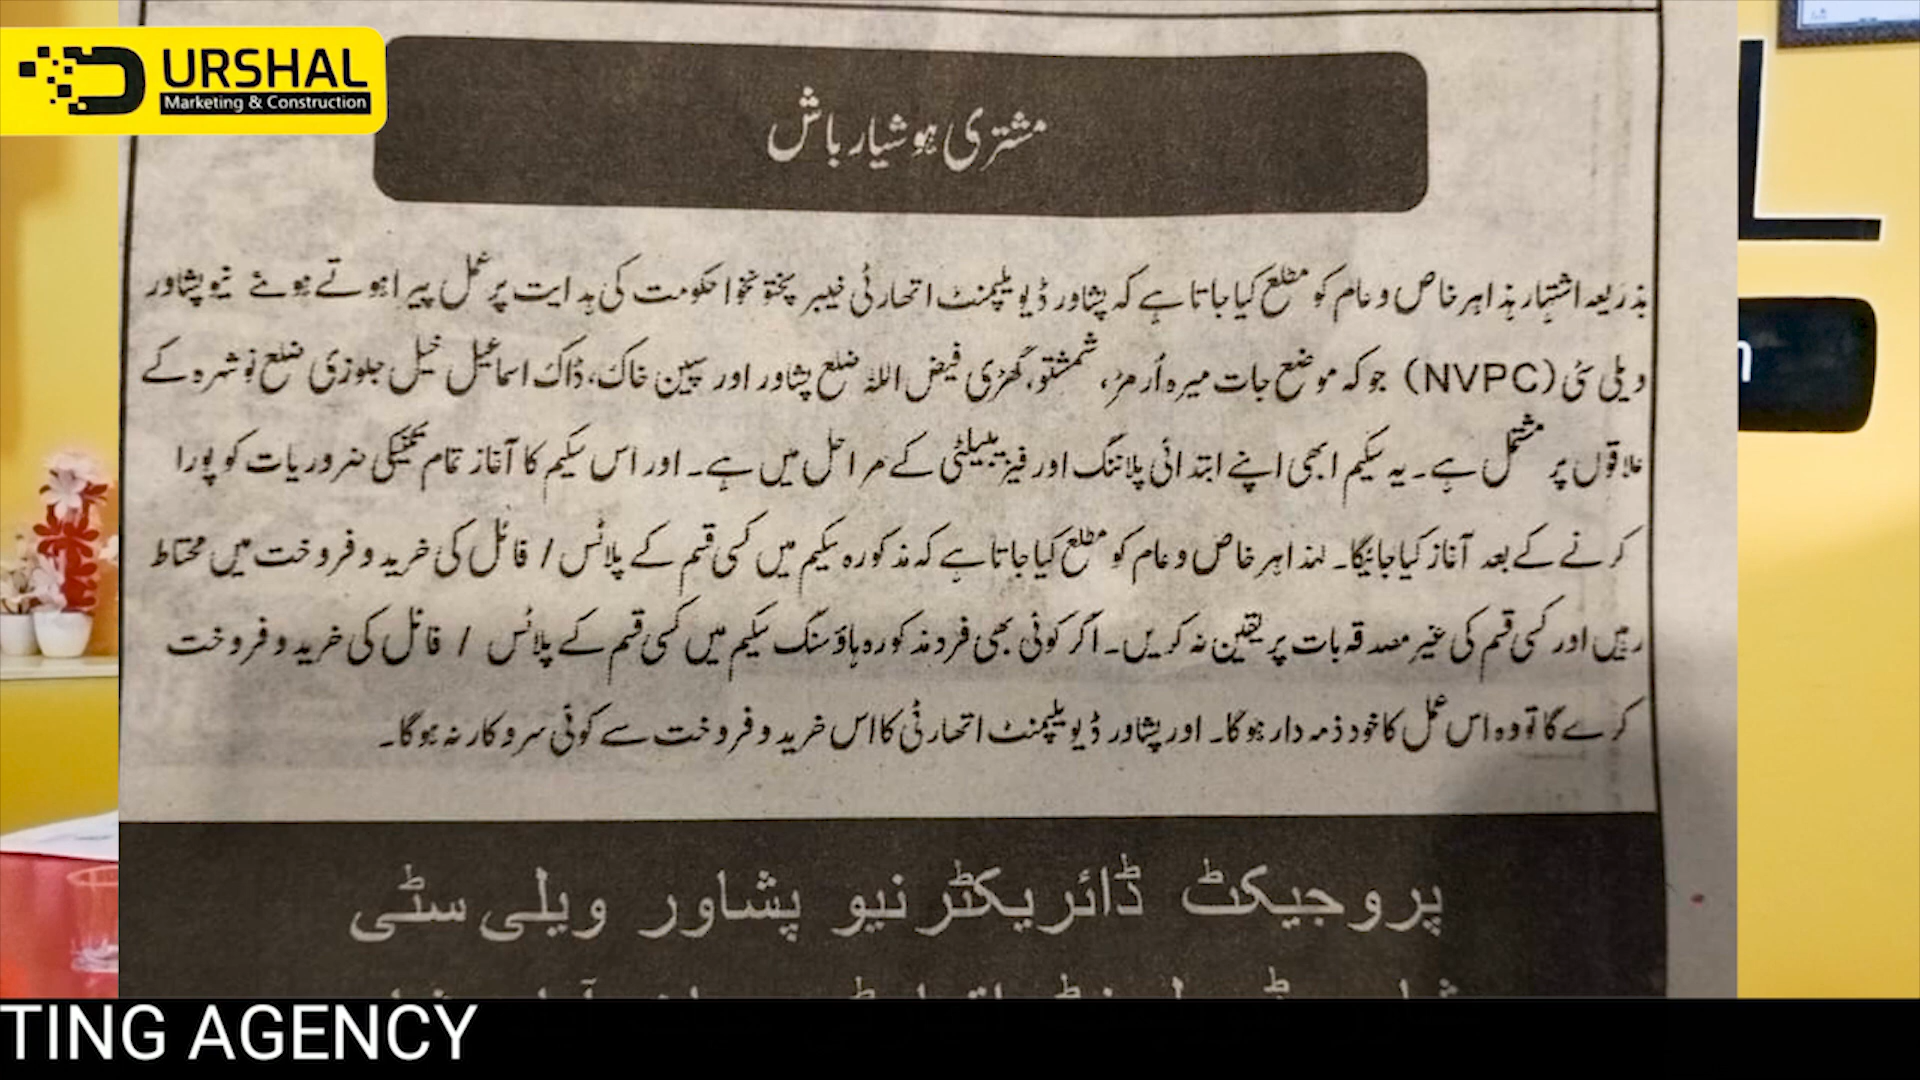 URSHAL
Marketing & Construction
مشتری ہوشیار باش
بذریعہ اشتہار ہذا ہر خاص و عام کو مطلع کیا جاتا ہے کہ پشاور ڈیویلپمنٹ اتھارٹی خیبر پختونخوا حکومت کی ہدایت پر عمل پیرا ہوتے ہوئے نیو پشاور
ویلی سٹی (NVPC) جو کہ موضع جات میرہ اُرمڑ، شمشتو، گھڑی فیض اللہ ضلع پشاور اور سپین خاک، ڈاک اسماعیل خیل جلوزئی ضلع نوشہرہ کے
علاقوں پر مشتمل ہے۔ یہ سکیم ابھی اپنے ابتدائی پلاننگ اور فیزیبیلٹی کے مراحل میں ہے۔ اور اس سکیم کا آغاز تمام تکنیکی ضروریات کو پورا
کرنے کے بعد آغاز کیا جائیگا۔ لہذا ہر خاص و عام کو مطلع کیا جاتا ہے کہ مذکورہ سکیم میں کسی قسم کے پلاٹس / فائل کی خرید و فروخت میں محتاط
رہیں اور کسی قسم کی غیر مصدقہ بات پر یقین نہ کریں۔ اگر کوئی بھی فرد مذکورہ ہاؤسنگ سکیم میں کسی قسم کے پلاٹس / فائل کی خرید و فروخت
کرے گا تو وہ اس عمل کا خود ذمہ دار ہوگا۔ اور پشاور ڈیویلپمنٹ اتھارٹی کا اس خرید و فروخت سے کوئی سروکار نہ ہوگا۔
پروجیکٹ ڈائریکٹر نیو پشاور ویلی سٹی
TING AGENCY